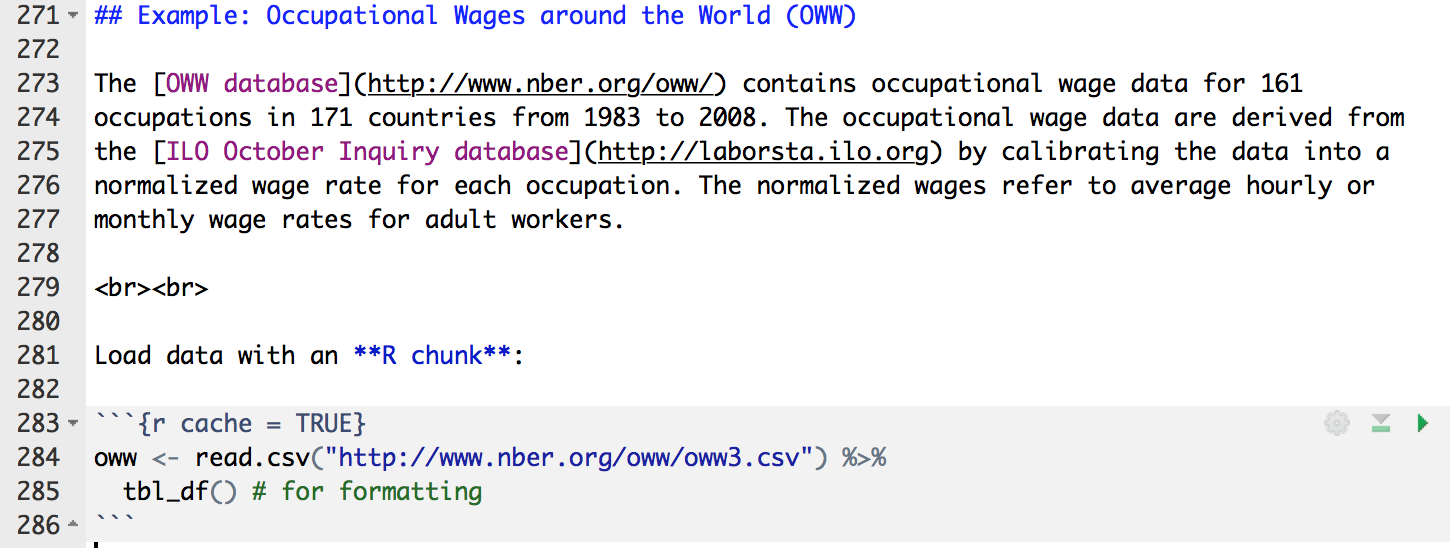 271 ## Example: Occupational Wages around the World (OWW)
272
273 The [OWW database](http://www.nber.org/oww/) contains occupational wage data for 161
274 occupations in 171 countries from 1983 to 2008. The occupational wage data are derived from
275 the [ILO October Inquiry database](http://laborsta.ilo.org) by calibrating the data into a
276 normalized wage rate for each occupation. The normalized wages refer to average hourly or
277 monthly wage rates for adult workers.
278
279 <br><br>
280
281 Load data with an **R chunk**:
282
283 ```{r cache = TRUE}
284 oww <- read.csv("http://www.nber.org/oww/oww3.csv") %>%
285   tbl_df() # for formatting
286 ```